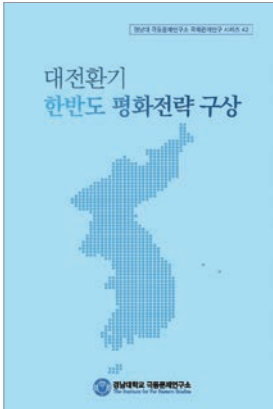 경남대 극동문제연구소 국제문제연구 시리즈 42
대전환기
한반도 평화전략 구상
경남대학교 극동문제연구소
The Institute for Far Eastern Studies